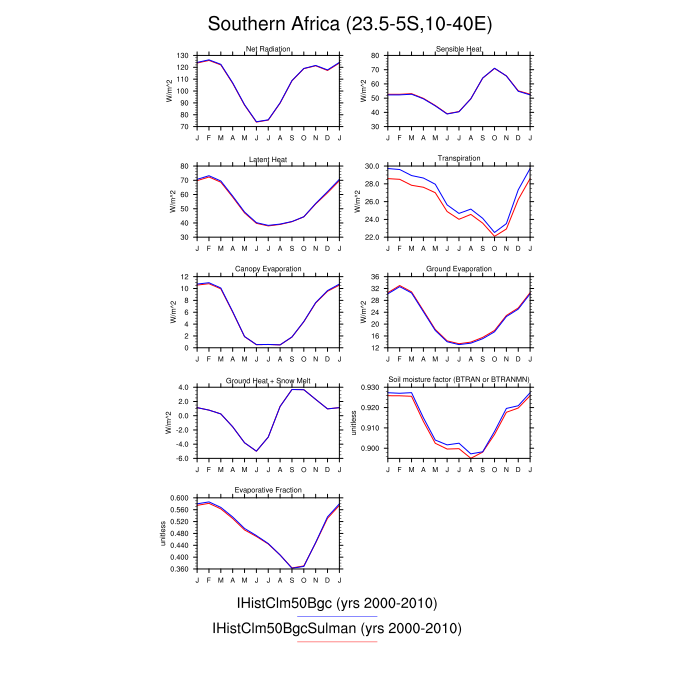 Southern Africa (23.5-5S,10-40E)
Net Radiation
W/m^2
130
120
110
100
90
80
70
J F M A M J J A S O N D J
Sensible Heat
W/m^2
80
70
60
50
40
30
J F M A M J J A S O N D J
Latent Heat
W/m^2
80
70
60
50
40
30
J F M A M J J A S O N D J
Transpiration
W/m^2
30.0
28.0
26.0
24.0
22.0
J F M A M J J A S O N D J
Canopy Evaporation
W/m^2
12
10
8
6
4
2
0
J F M A M J J A S O N D J
Ground Evaporation
W/m^2
36
32
28
24
20
16
12
J F M A M J J A S O N D J
Ground Heat + Snow Melt
W/m^2
4.0
2.0
0.0
-2.0
-4.0
-6.0
J F M A M J J A S O N D J
Soil moisture factor (BTRAN or BTRANMN)
unitless
0.930
0.920
0.910
0.900
J F M A M J J A S O N D J
Evaporative Fraction
unitless
0.600
0.560
0.520
0.480
0.440
0.400
0.360
J F M A M J J A S O N D J
IHistClm50Bgc (yrs 2000-2010)
IHistClm50BgcSulman (yrs 2000-2010)